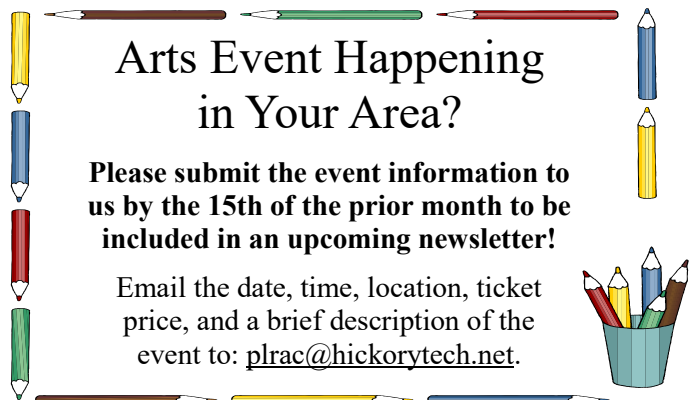 Arts Event Happening
in Your Area?
Please submit the event information to
us by the 15th of the prior month to be
included in an upcoming newsletter!
Email the date, time, location, ticket
price, and a brief description of the
event to: plrac@hickorytech.net.